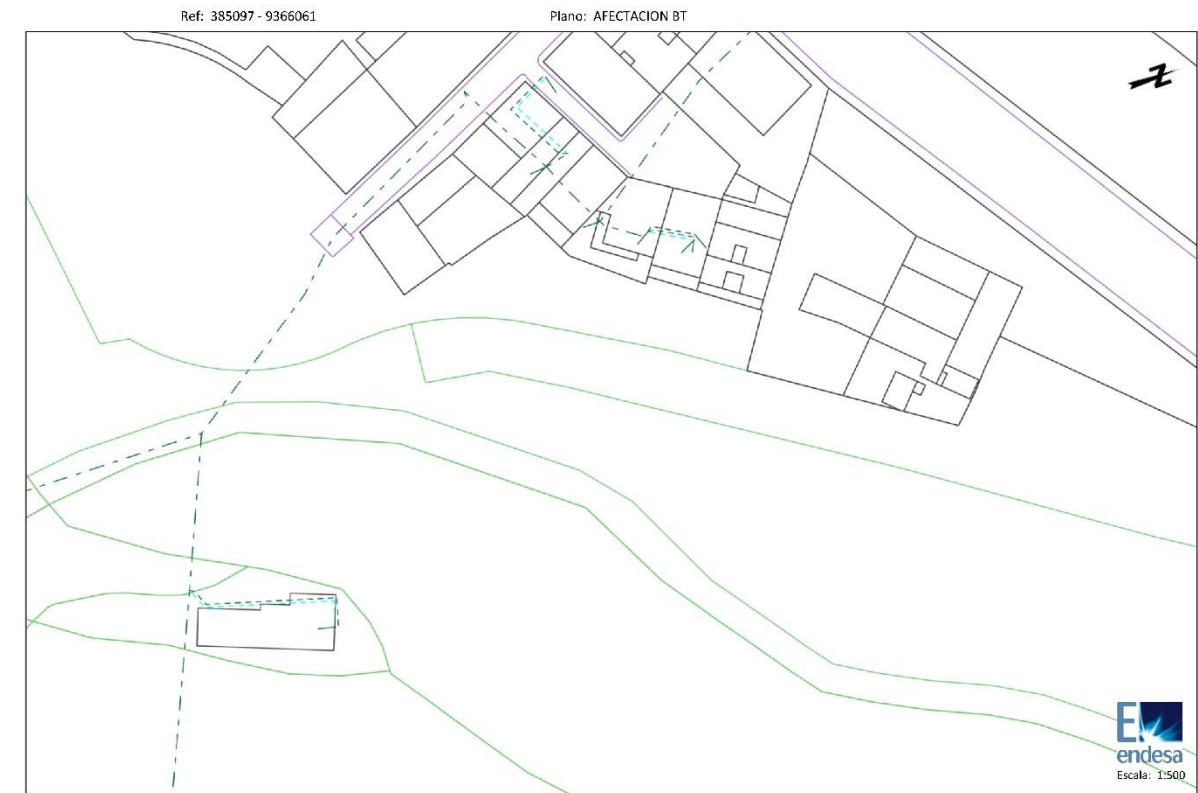 Ref: 385097 - 9366061 Plano: AFECTACION BT
Z
E
endesa
Escala: 1:500